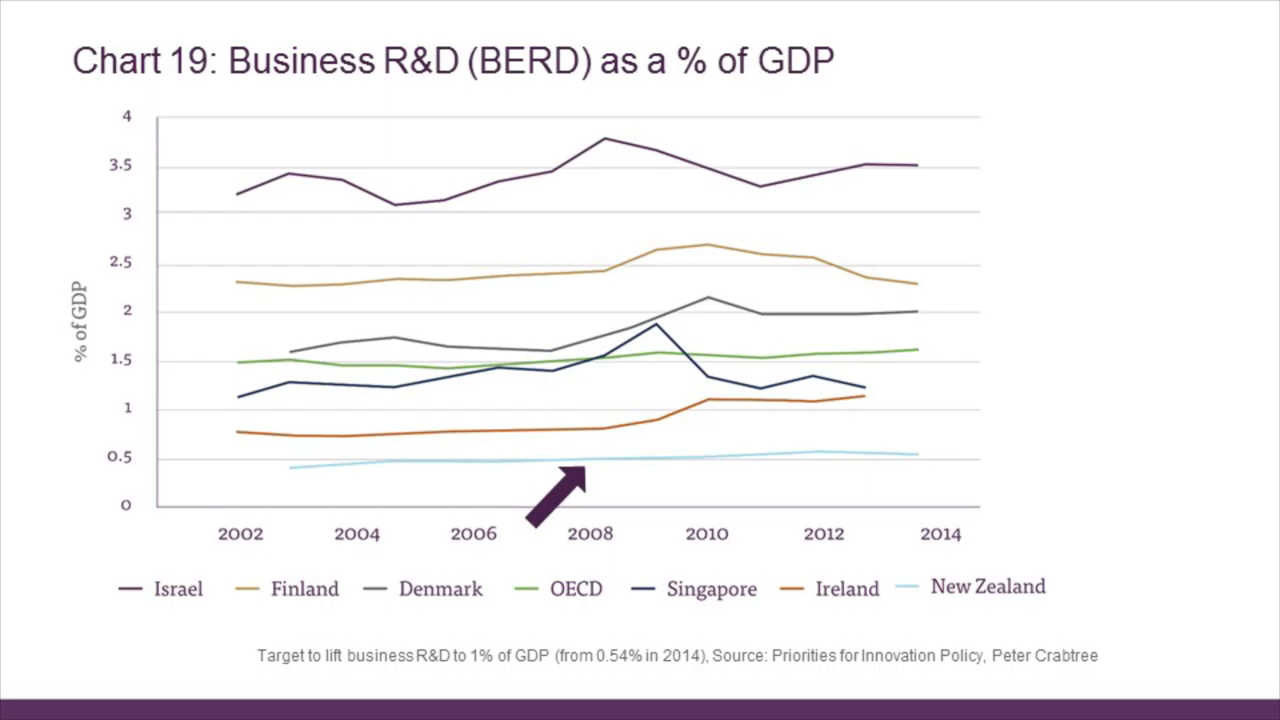 Chart 19: Business R&D (BERD) as a % of GDP
4
3.5
3
2.5
2
1.5
1
0.5
0
% of GDP
2002 2004 2006 2008 2010 2012 2014
Israel Finland Denmark OECD Singapore Ireland New Zealand
Target to lift business R&D to 1% of GDP (from 0.54% in 2014), Source: Priorities for Innovation Policy, Peter Crabtree